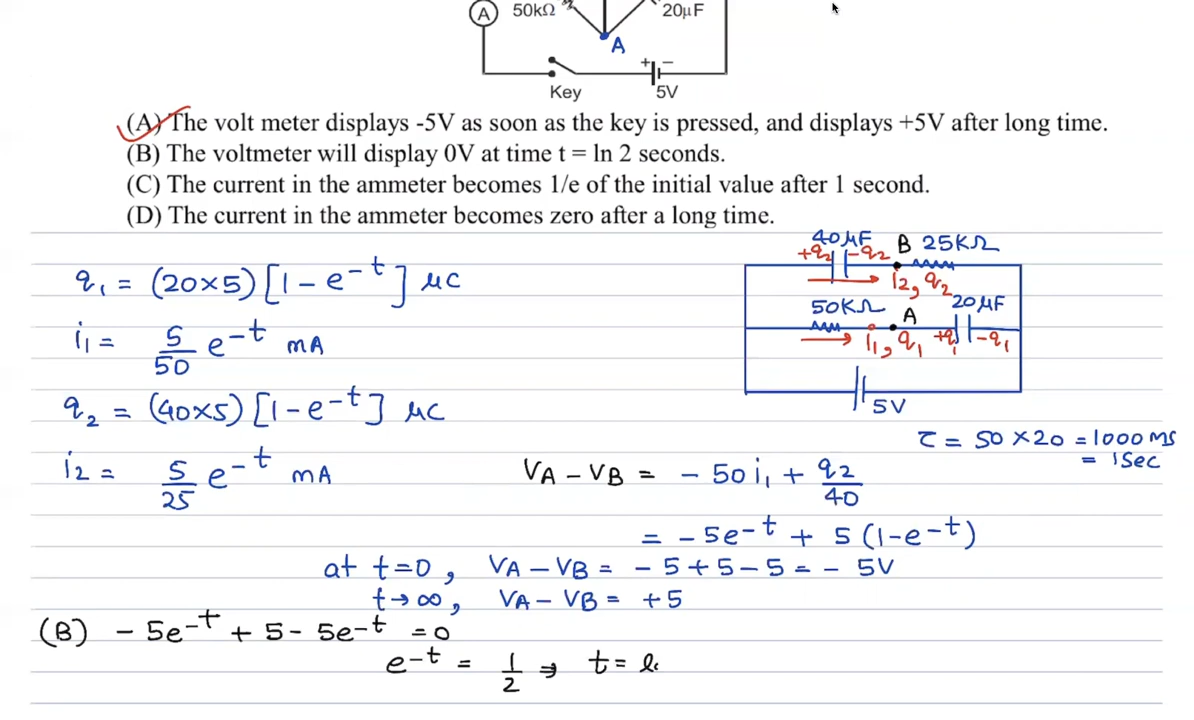 A 50kΩ 20μF
A
+ −
Key 5V
(A) The volt meter displays -5V as soon as the key is pressed, and displays +5V after long time.
(B) The voltmeter will display 0V at time t = ln 2 seconds.
(C) The current in the ammeter becomes 1/e of the initial value after 1 second.
(D) The current in the ammeter becomes zero after a long time.
40μF B 25KΩ
+q₂ −q₂ i₂, q₂
50KΩ A 20μF
i₁, q₁ +q₁ −q₁
5V
τ = 50 × 20 = 1000 ms
= 1 Sec
q₁ = (20×5) [1 − e^−t] μC
i₁ = 5/50 e^−t mA
q₂ = (40×5) [1 − e^−t] μC
i₂ = 5/25 e^−t mA
VA − VB = − 50 i₁ + q₂/40
= − 5e^−t + 5 (1−e^−t)
at t=0, VA − VB = − 5 + 5 − 5 = − 5V
t→∞, VA − VB = +5
(B) − 5e^−t + 5 − 5e^−t = 0
e^−t = 1/2 ⇒ t =